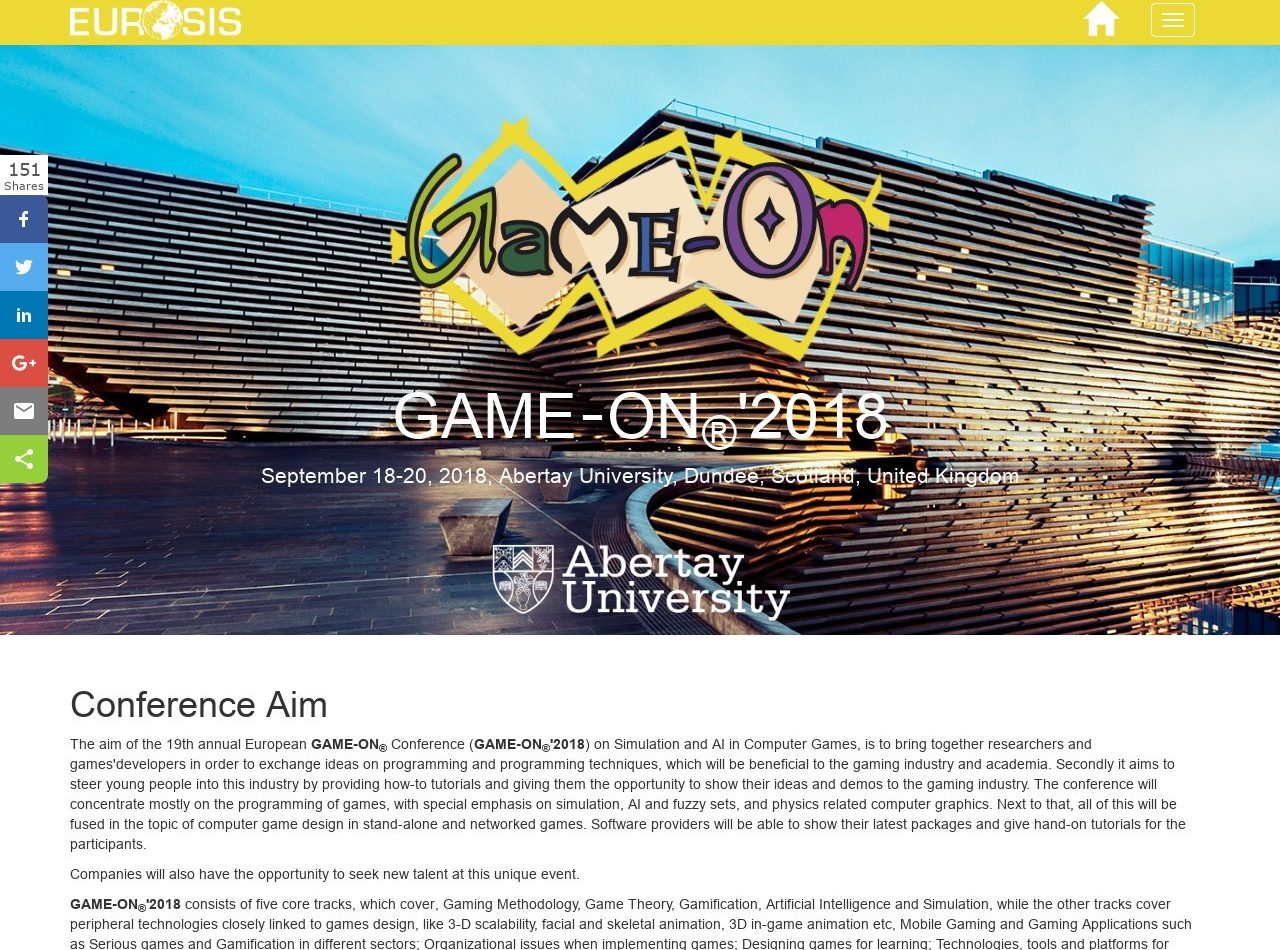 EUROSIS
151
Shares
GAME-ON
GAME-ON®'2018
September 18-20, 2018, Abertay University, Dundee, Scotland, United Kingdom
Abertay
University
Conference Aim
The aim of the 19th annual European GAME-ON® Conference (GAME-ON®'2018) on Simulation and AI in Computer Games, is to bring together researchers and
games'developers in order to exchange ideas on programming and programming techniques, which will be beneficial to the gaming industry and academia. Secondly it aims to
steer young people into this industry by providing how-to tutorials and giving them the opportunity to show their ideas and demos to the gaming industry. The conference will
concentrate mostly on the programming of games, with special emphasis on simulation, AI and fuzzy sets, and physics related computer graphics. Next to that, all of this will be
fused in the topic of computer game design in stand-alone and networked games. Software providers will be able to show their latest packages and give hand-on tutorials for the
participants.
Companies will also have the opportunity to seek new talent at this unique event.
GAME-ON®'2018 consists of five core tracks, which cover, Gaming Methodology, Game Theory, Gamification, Artificial Intelligence and Simulation, while the other tracks cover
peripheral technologies closely linked to games design, like 3-D scalability, facial and skeletal animation, 3D in-game animation etc, Mobile Gaming and Gaming Applications such
as Serious games and Gamification in different sectors; Organizational issues when implementing games; Designing games for learning; Technologies, tools and platforms for